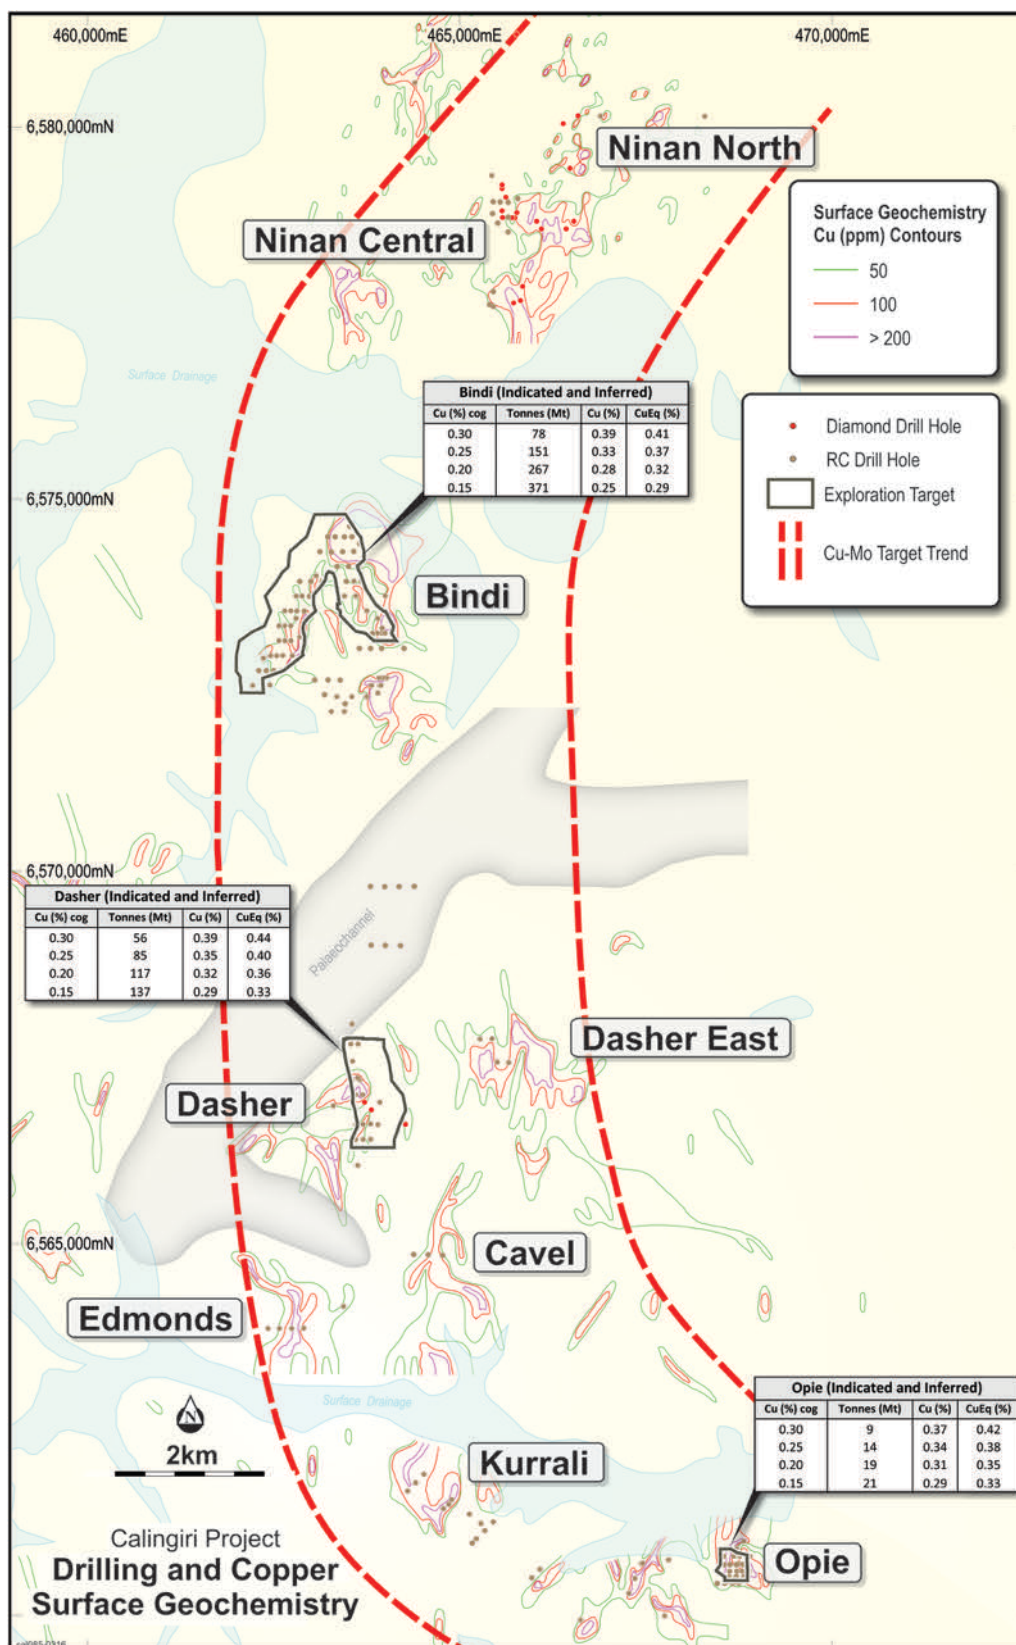 460,000mE 465,000mE 470,000mE
6,580,000mN
Ninan North
Surface Geochemistry
Cu (ppm) Contours
50
100
> 200
Ninan Central
Surface Drainage
Bindi (Indicated and Inferred)
Cu (%) cog Tonnes (Mt) Cu (%) CuEq (%)
0.30 78 0.39 0.41
0.25 151 0.33 0.37
0.20 267 0.28 0.32
0.15 371 0.25 0.29
Diamond Drill Hole
RC Drill Hole
Exploration Target
Cu-Mo Target Trend
6,575,000mN
Bindi
6,570,000mN
Dasher (Indicated and Inferred)
Cu (%) cog Tonnes (Mt) Cu (%) CuEq (%)
0.30 56 0.39 0.44
0.25 85 0.35 0.40
0.20 117 0.32 0.36
0.15 137 0.29 0.33
Palaeochannel
Dasher East
Dasher
6,565,000mN
Cavel
Edmonds
Surface Drainage
Opie (Indicated and Inferred)
Cu (%) cog Tonnes (Mt) Cu (%) CuEq (%)
0.30 9 0.37 0.42
0.25 14 0.34 0.38
0.20 19 0.31 0.35
0.15 21 0.29 0.33
N
2km
Kurrali
Calingiri Project
Drilling and Copper
Surface Geochemistry
Opie